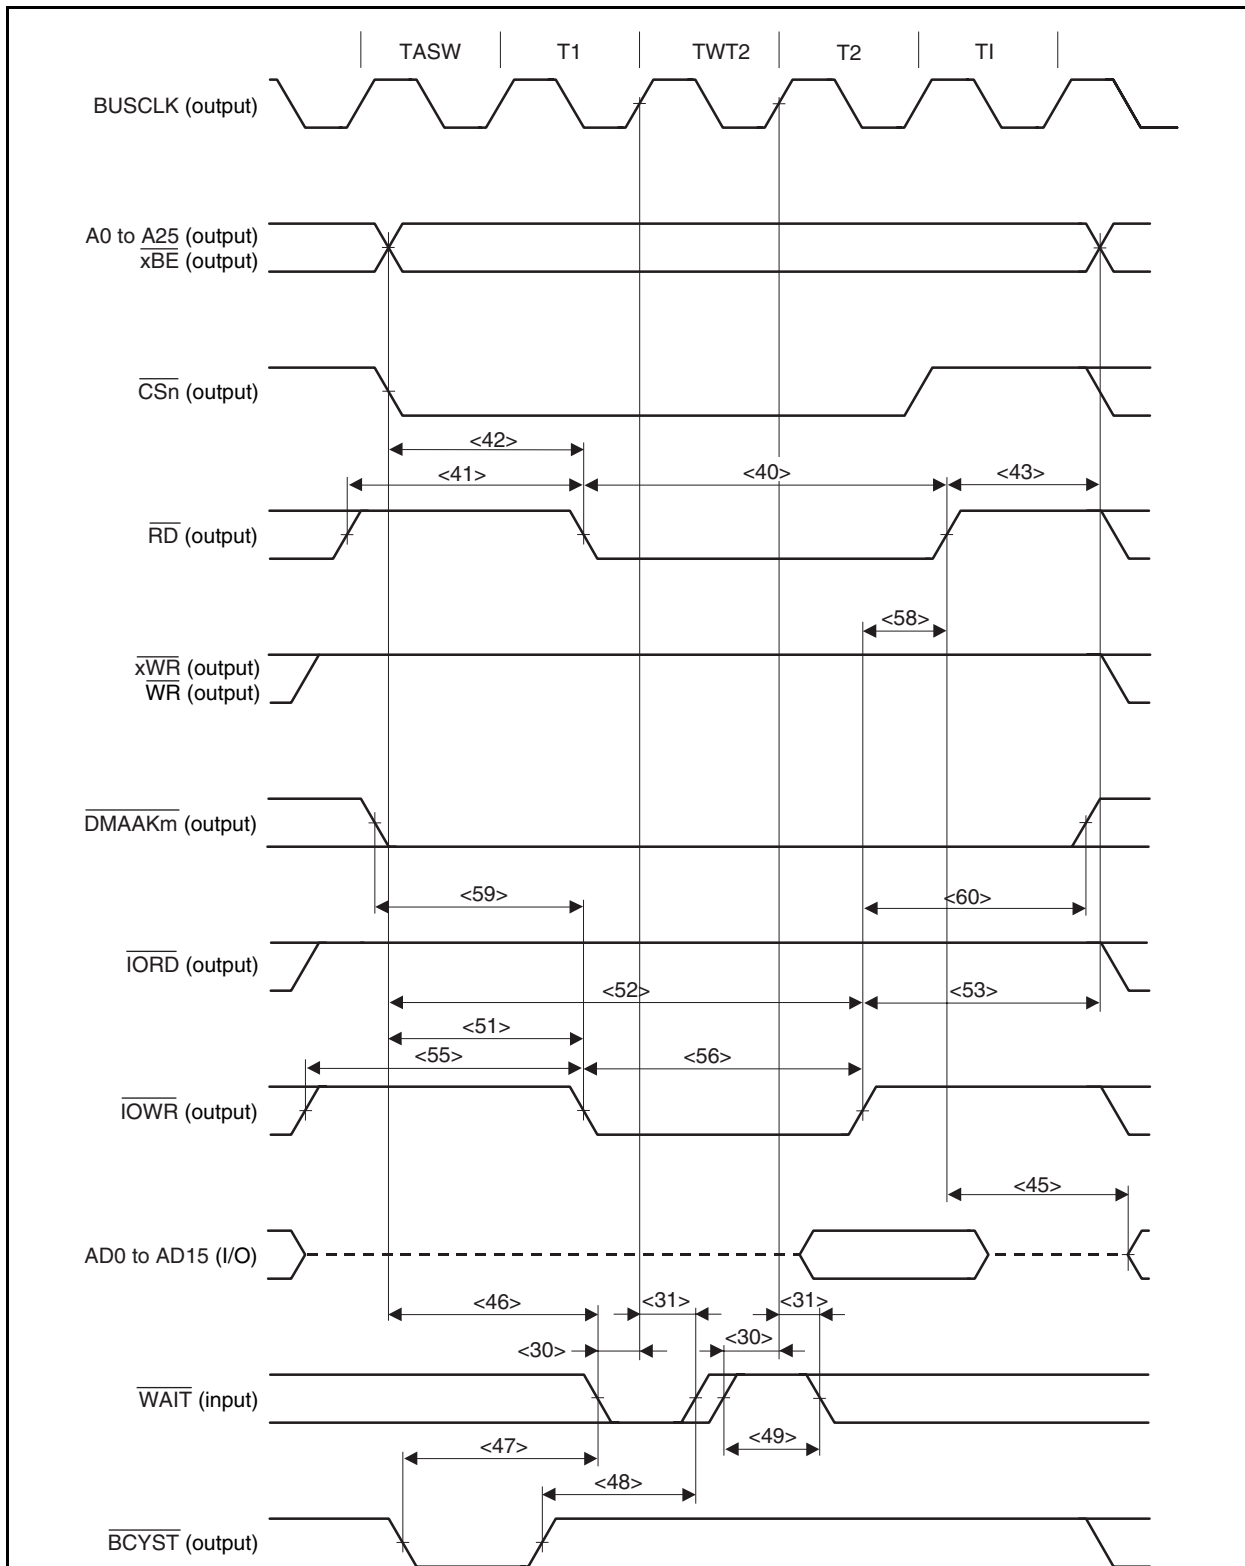 TASW T1 TWT2 T2 TI
BUSCLK (output)
A0 to A25 (output)
xBE (output)
CSn (output)
<42>
<41> <40> <43>
RD (output)
<58>
xWR (output)
WR (output)
DMAAKm (output)
<59> <60>
IORD (output)
<52> <53>
<51>
<55> <56>
IOWR (output)
<45>
AD0 to AD15 (I/O)
<46> <31> <31>
<30> <30>
WAIT (input)
<47> <49>
<48>
BCYST (output)